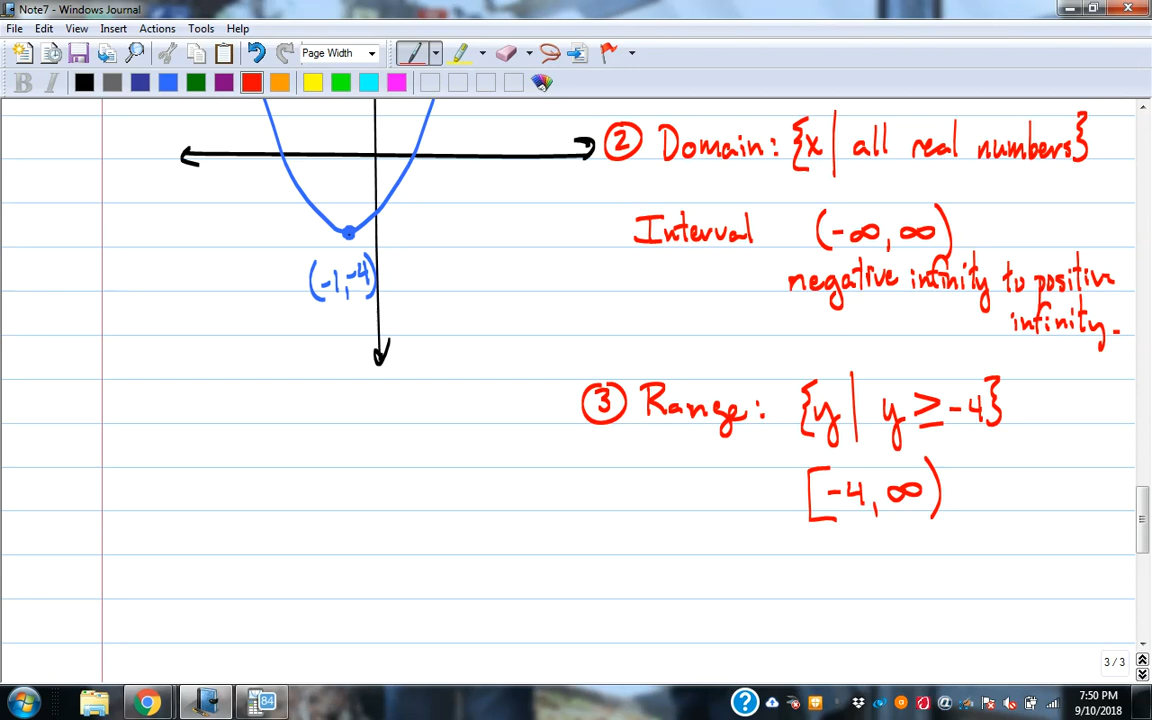 Note7 - Windows Journal
File Edit View Insert Actions Tools Help
Page Width
B I
② Domain: {x| all real numbers}
Interval (-∞, ∞)
negative infinity to positive
infinity.
(-1, -4)
③ Range: {y| y ≥ -4}
[-4, ∞)
3 / 3
84
7:50 PM
9/10/2018